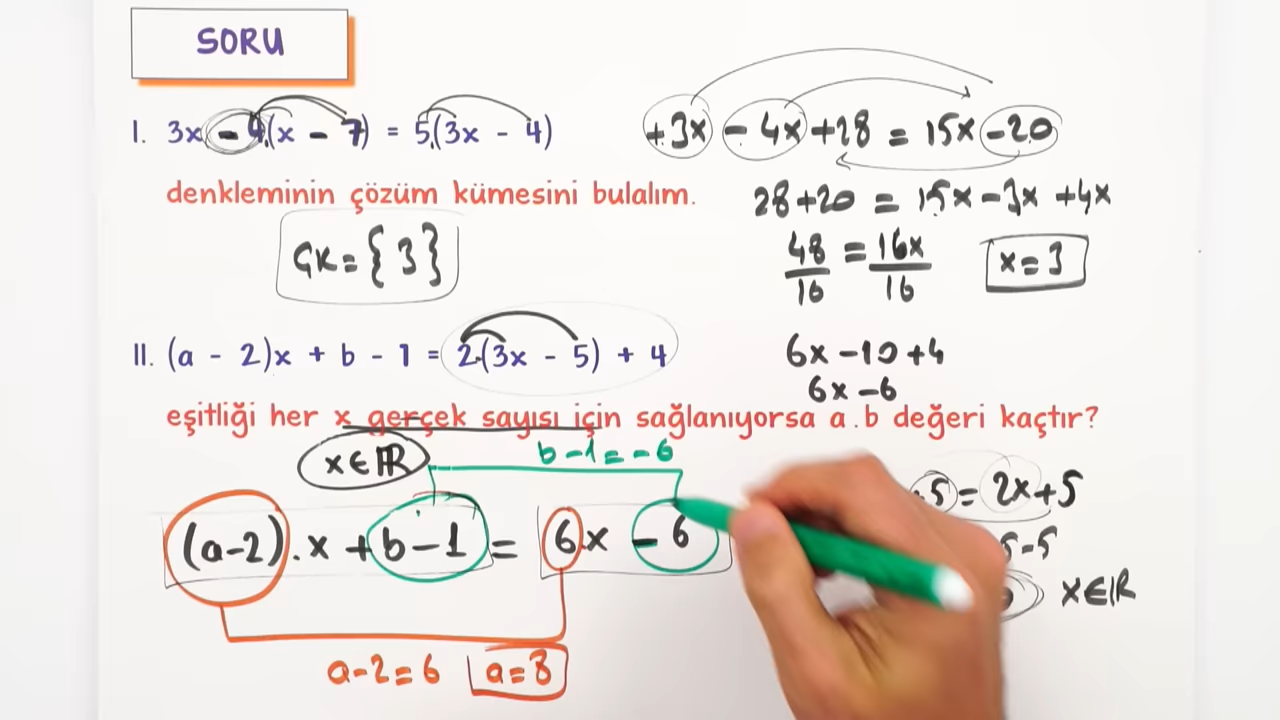 SORU
I. 3x - 4.(x - 7) = 5.(3x - 4)
+3x - 4x +28 = 15x -20
denkleminin çözüm kümesini bulalım.
28+20 = 15x -3x +4x
ÇK = {3}
48/16 = 16x/16
x = 3
II. (a - 2)x + b - 1 = 2.(3x - 5) + 4
6x -10 +4
6x -6
eşitliği her x gerçek sayısı için sağlanıyorsa a.b değeri kaçtır?
x∈ℝ
b-1 = -6
5 = 2x+5
(a-2).x + b-1 = 6x -6
5-5
x∈ℝ
a-2=6 a=8